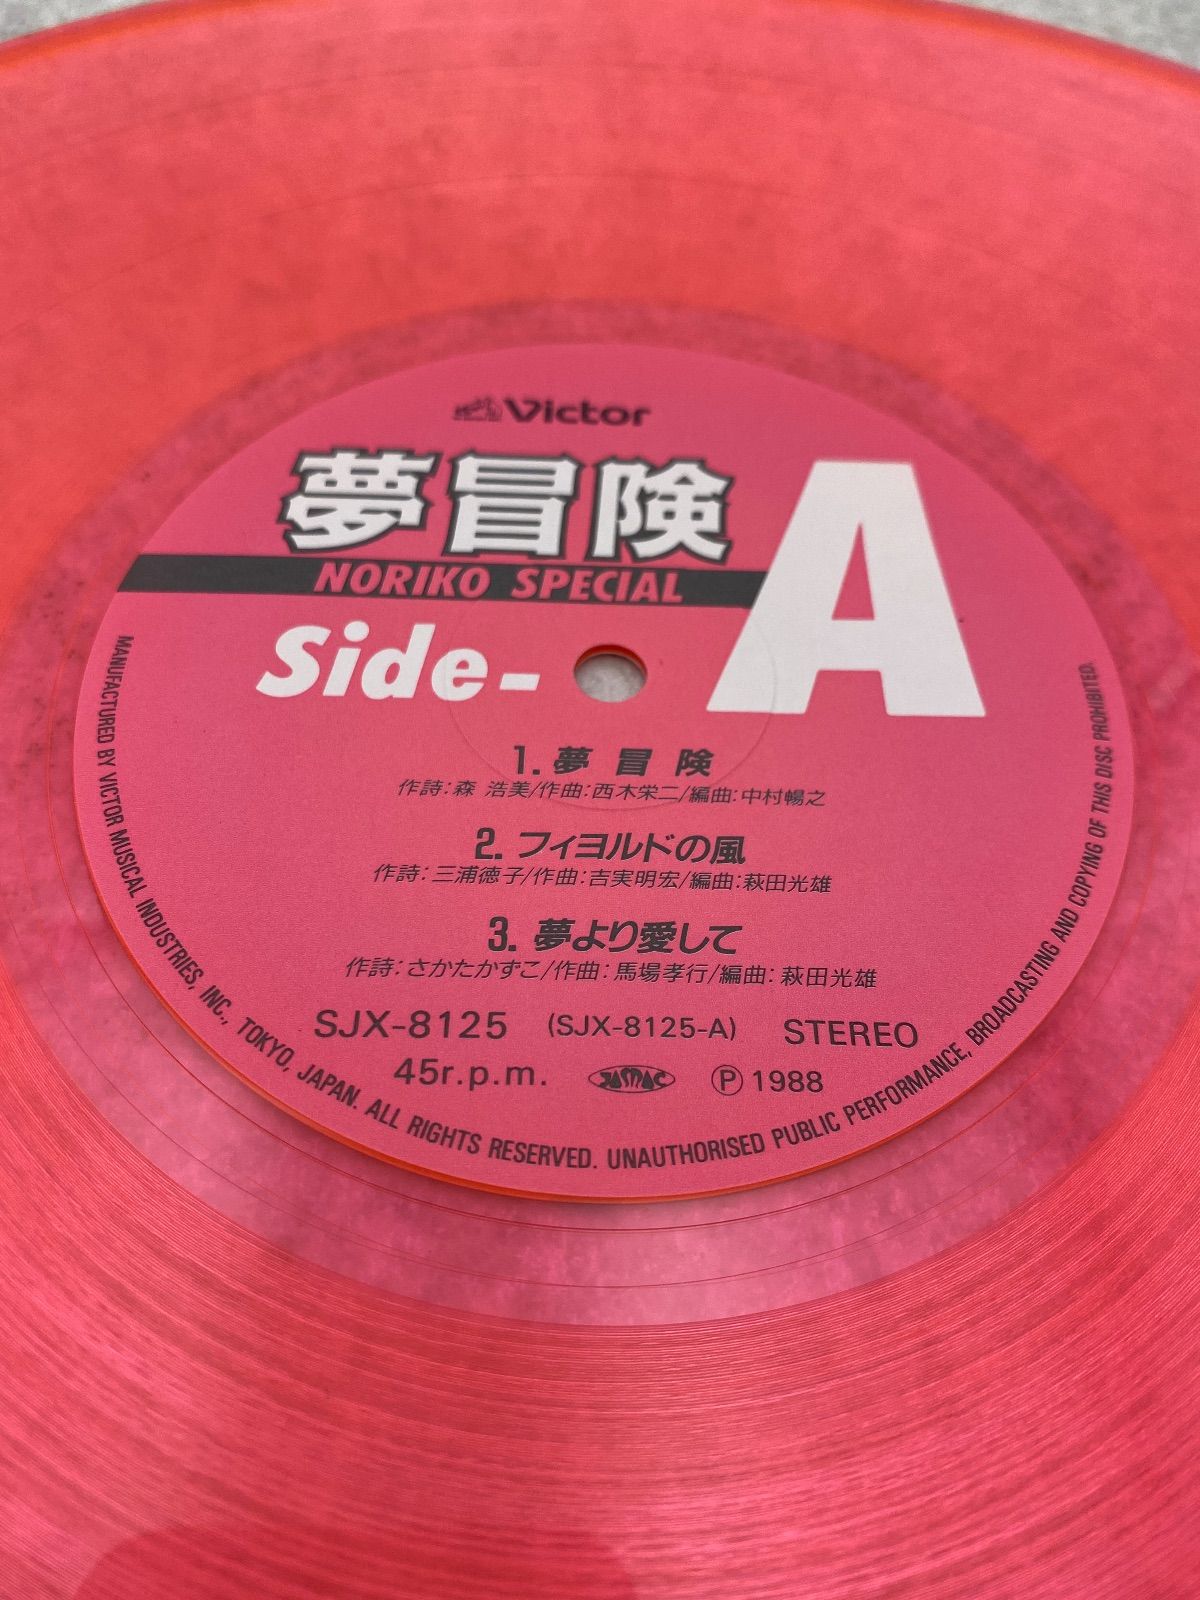 Victor
夢冒険
NORIKO SPECIAL
Side-A
1. 夢冒険
作詩:森 浩美/作曲:西木栄二/編曲:中村暢之
2. フィヨルドの風
作詩:三浦徳子/作曲:吉実明宏/編曲:萩田光雄
3. 夢より愛して
作詩:さかたかずこ/作曲:馬場孝行/編曲:萩田光雄
SJX-8125 (SJX-8125-A) STEREO
45r.p.m. JASRAC Ⓟ 1988
MANUFACTURED BY VICTOR MUSICAL INDUSTRIES, INC., TOKYO, JAPAN. ALL RIGHTS RESERVED. UNAUTHORISED PUBLIC PERFORMANCE, BROADCASTING AND COPYING OF THIS DISC PROHIBITED.